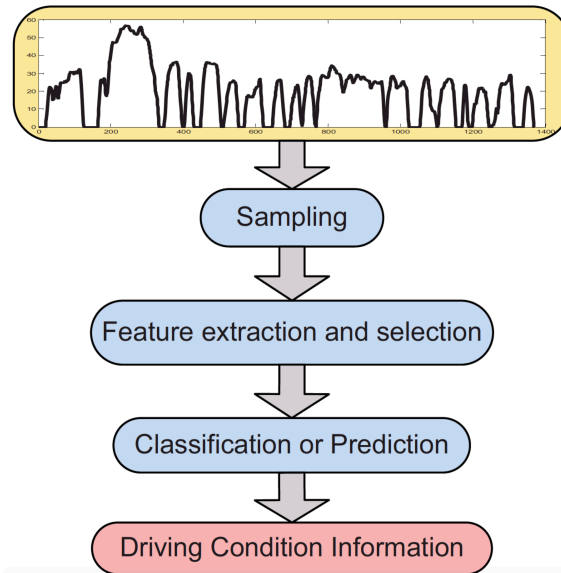 60
50
40
30
20
10
0
0 200 400 600 800 1000 1200 1400
Sampling
Feature extraction and selection
Classification or Prediction
Driving Condition Information